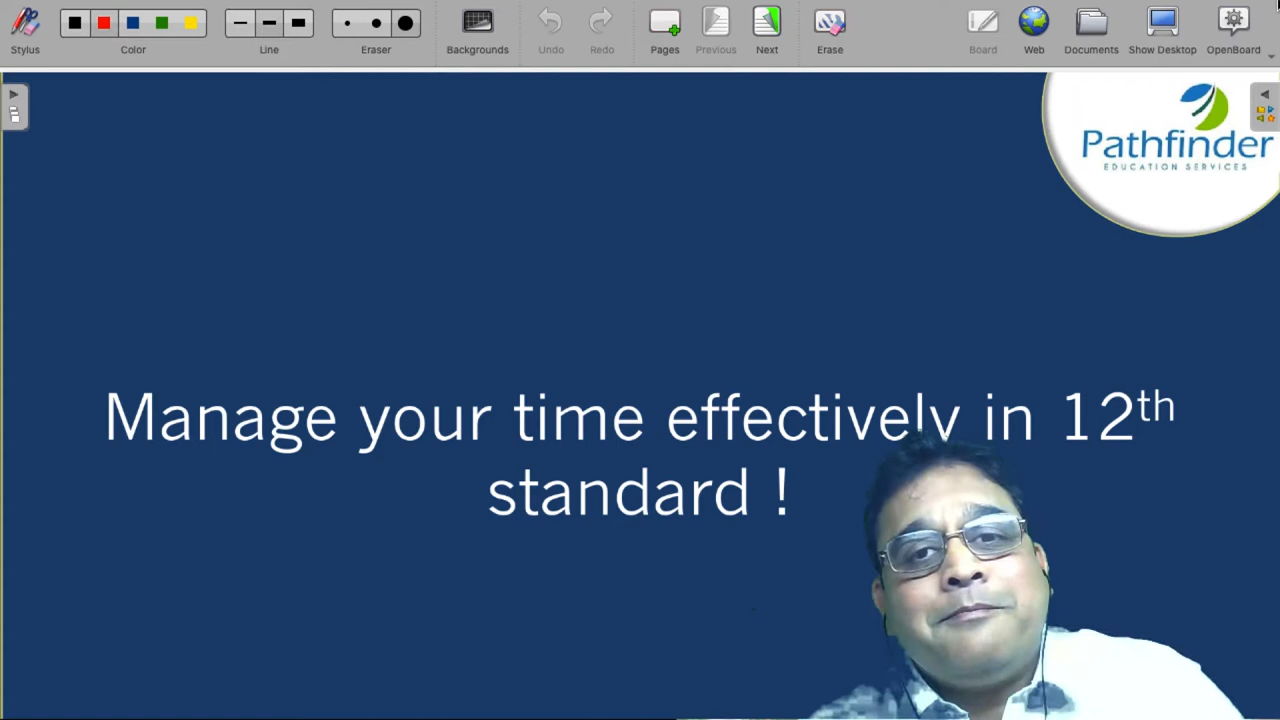 Stylus
Color
Line
Eraser
Backgrounds
Undo
Redo
Pages
Previous
Next
Erase
Board
Web
Documents
Show Desktop
OpenBoard
Pathfinder
EDUCATION SERVICES
Manage your time effectively in 12th
standard !